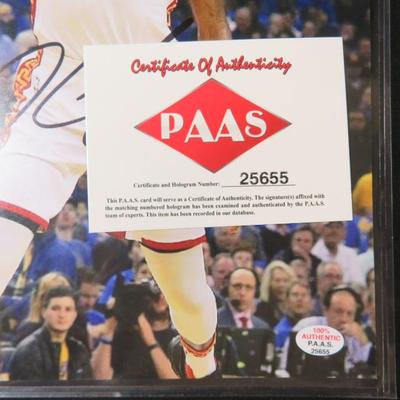 Certificate Of Authenticity
PAAS
Certificate and Hologram Number: 25655
This P.A.A.S. card will serve as a Certificate of Authenticity. The signature(s) affixed with
the matching numbered hologram has been examined and authenticated by the P.A.A.S.
team of experts. This item has been recorded in our database.
100%
AUTHENTIC
P.A.A.S.
25655